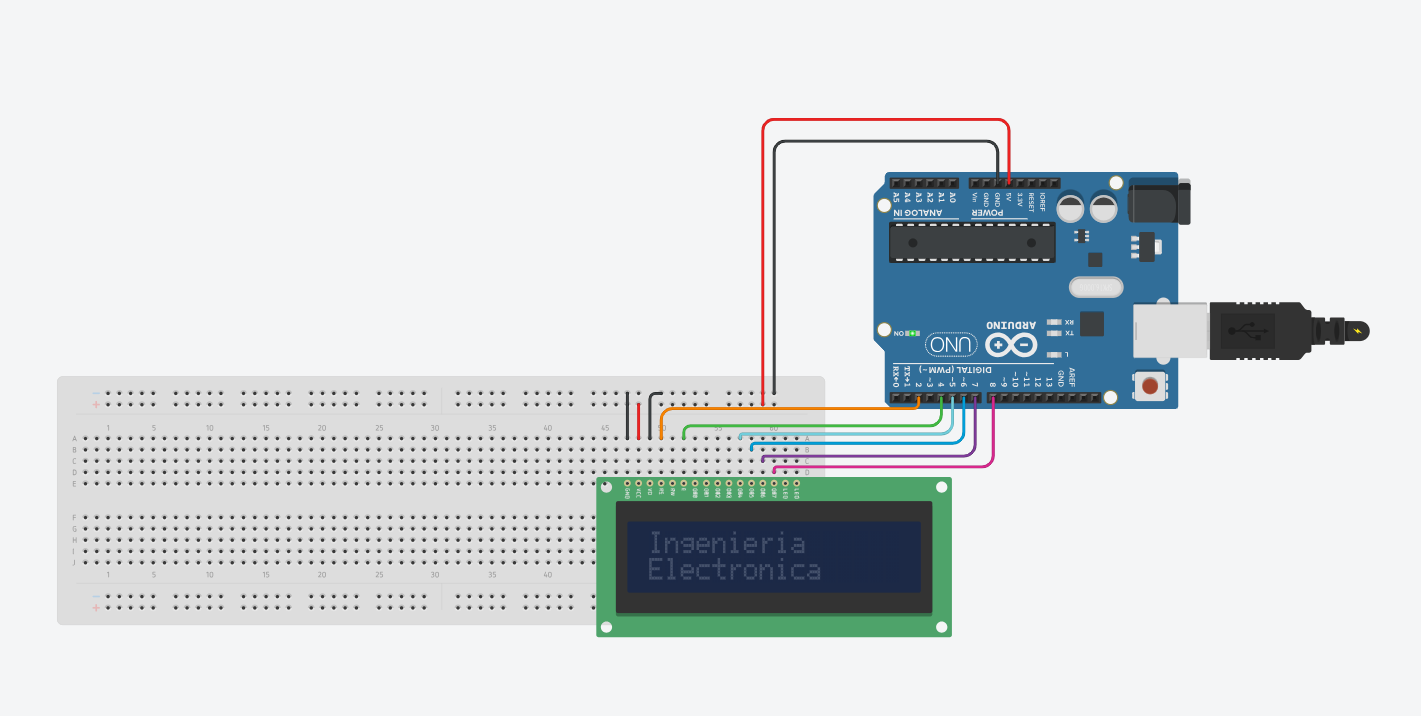 A5 A4 A3 A2 A1 A0
Vin GND GND 5V 3.3V RESET IOREF
ANALOG IN
POWER
ARDUINO
UNO
ON
RX
TX
L
DIGITAL (PWM~)
RX←0 TX→1 2 ~3 4 ~5 ~6 7 8 ~9 ~10 ~11 12 13 GND AREF
- +
1 5 10 15 20 25 30 35 40 45 50 55 60
A A
B B
C C
D D
E
GND VCC VO RS RW E DB0 DB1 DB2 DB3 DB4 DB5 DB6 DB7 LED LED
F
G
H
I
J
Ingenieria
Electronica
1 5 10 15 20 25 30 35 40
- +